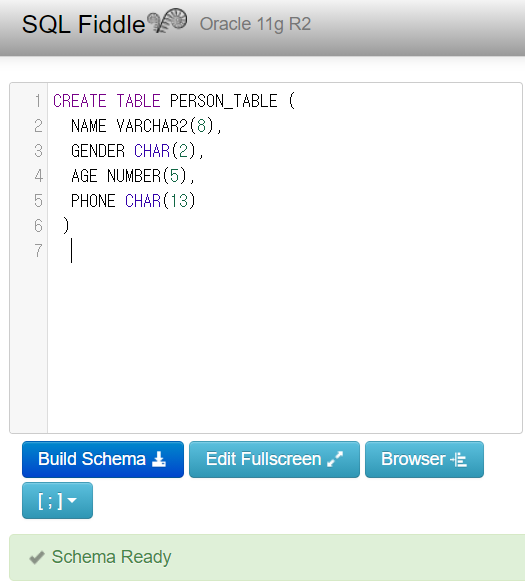 SQL Fiddle Oracle 11g R2
1 CREATE TABLE PERSON_TABLE (
2 NAME VARCHAR2(8),
3 GENDER CHAR(2),
4 AGE NUMBER(5),
5 PHONE CHAR(13)
6 )
7
Build Schema Edit Fullscreen Browser
[ ; ]
Schema Ready